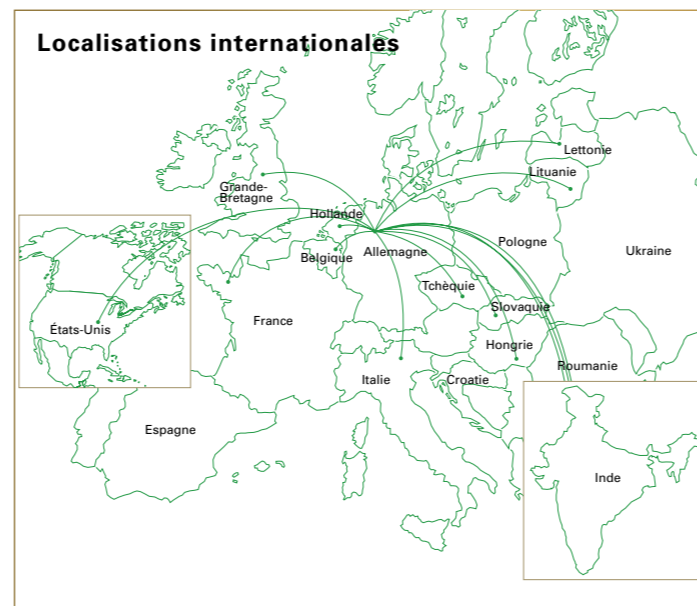 Localisations internationales
Lettonie
Lituanie
Grande-
Bretagne
Hollande
Allemagne
Pologne
Ukraine
Belgique
Tchèquie
Slovaquie
États-Unis
France
Hongrie
Roumanie
Italie
Croatie
Espagne
Inde